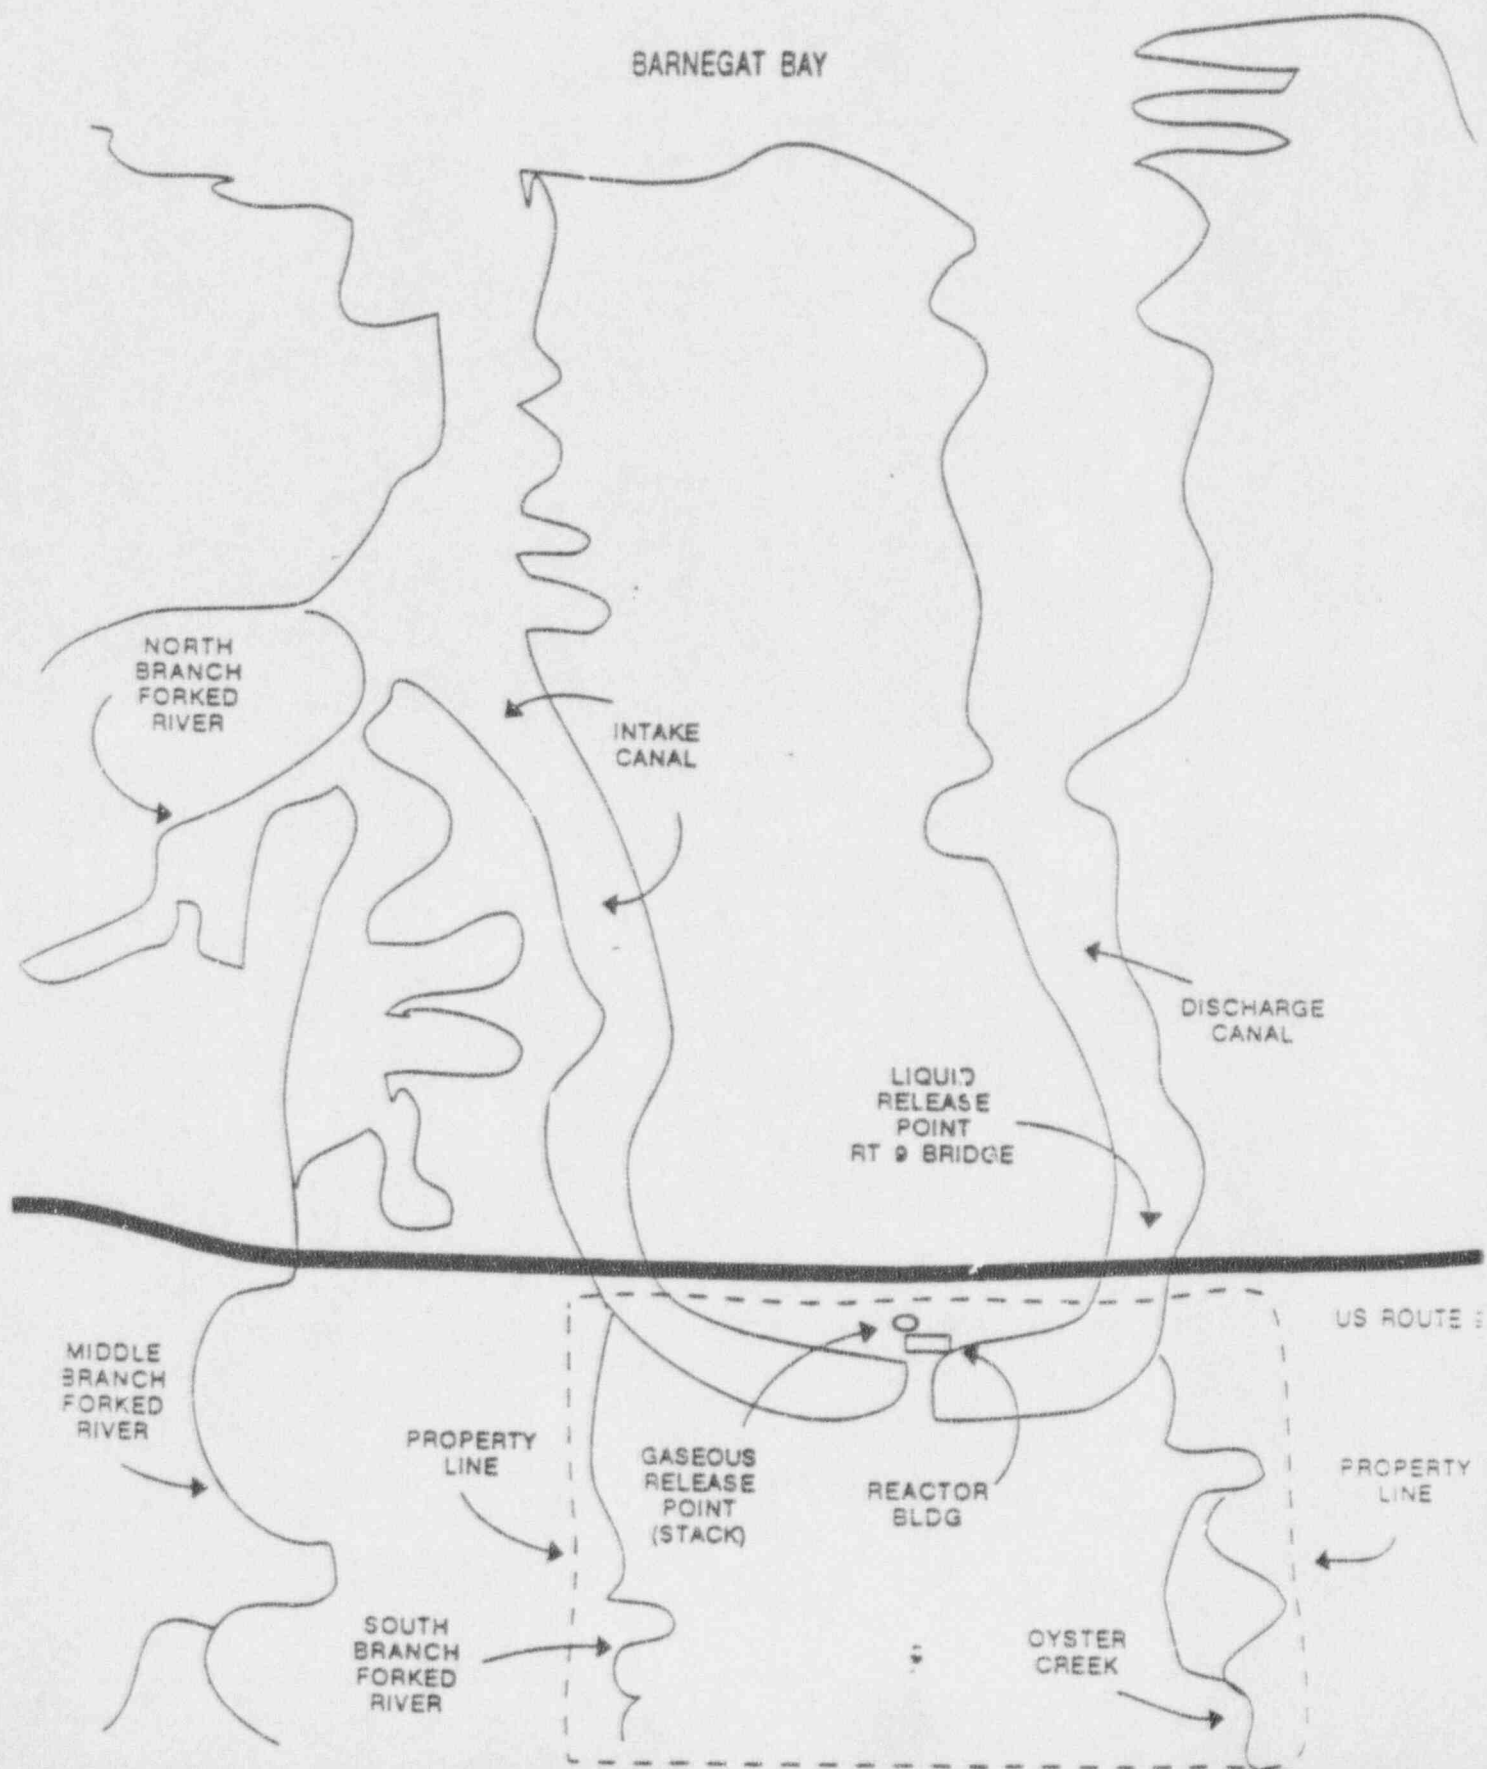 BARNEGAT BAY
NORTH
BRANCH
FORKED
RIVER
INTAKE
CANAL
DISCHARGE
CANAL
LIQUID
RELEASE
POINT
RT 9 BRIDGE
US ROUTE
MIDDLE
BRANCH
FORKED
RIVER
PROPERTY
LINE
GASEOUS
RELEASE
POINT
(STACK)
REACTOR
BLDG
PROPERTY
LINE
SOUTH
BRANCH
FORKED
RIVER
OYSTER
CREEK